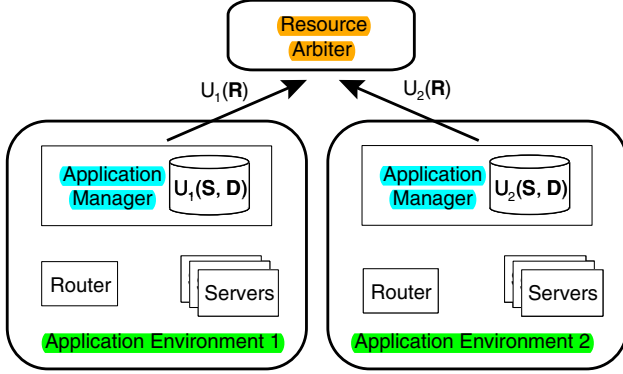 Resource
Arbiter
U₁(R) U₂(R)
Application
Manager
U₁(S, D)
Router
Servers
Application Environment 1
Application
Manager
U₂(S, D)
Router
Servers
Application Environment 2